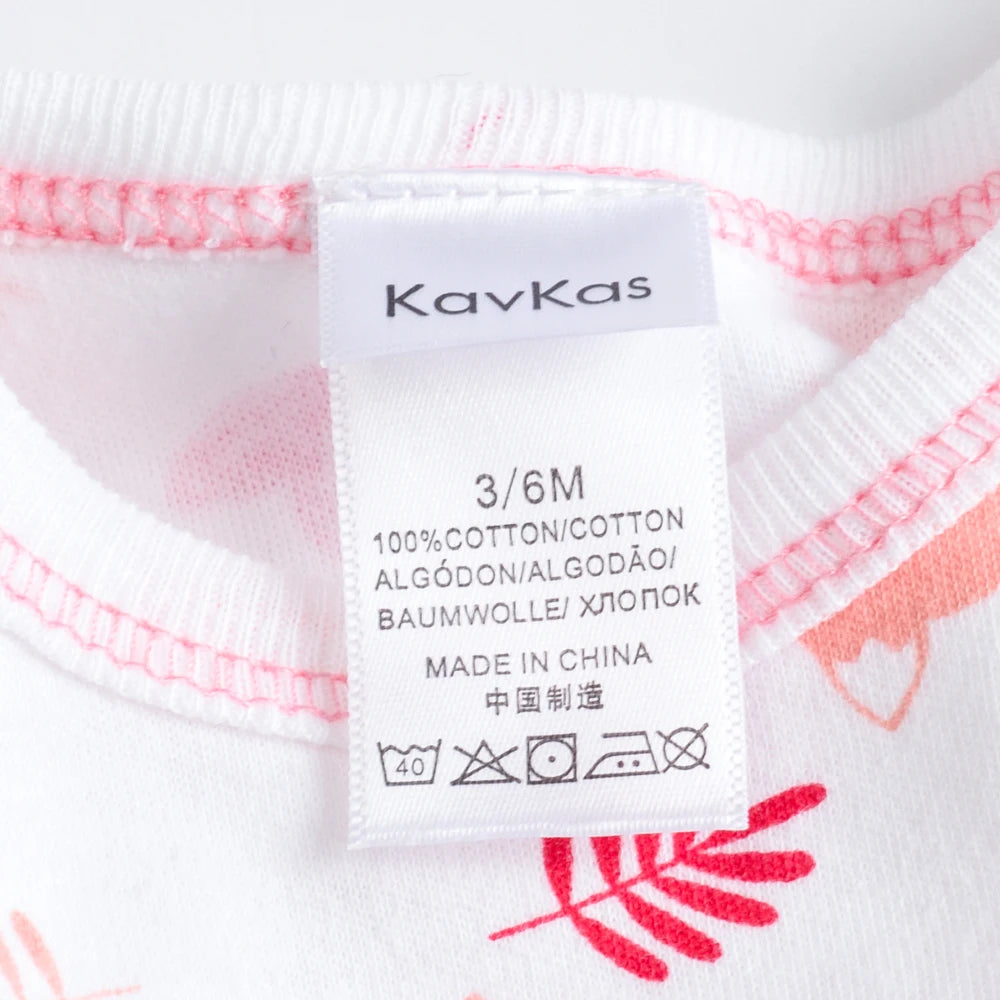 KavKas
3/6M
100%COTTON/COTTON
ALGÓDON/ALGODÃO/
BAUMWOLLE/ ХЛОПОК
MADE IN CHINA
中国制造
40